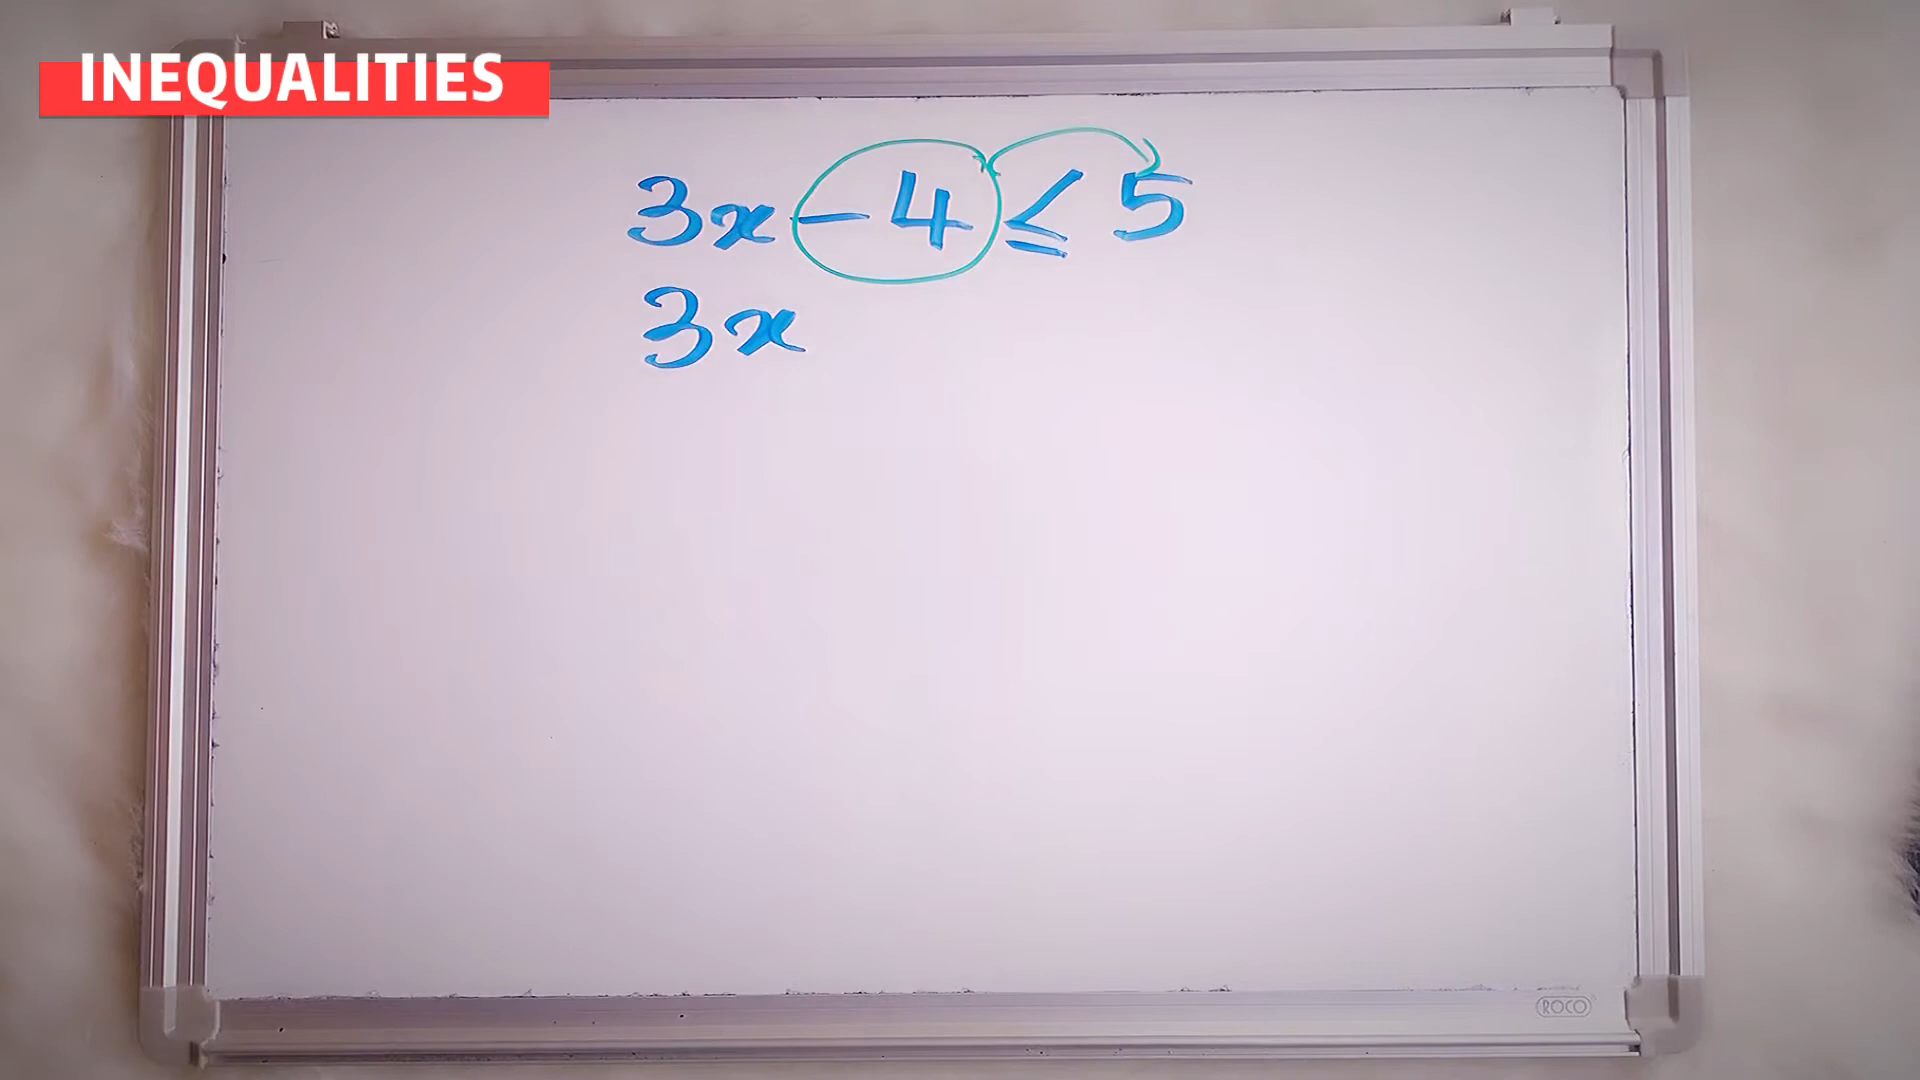 INEQUALITIES
3x - 4 ≤ 5
3x
ROCO